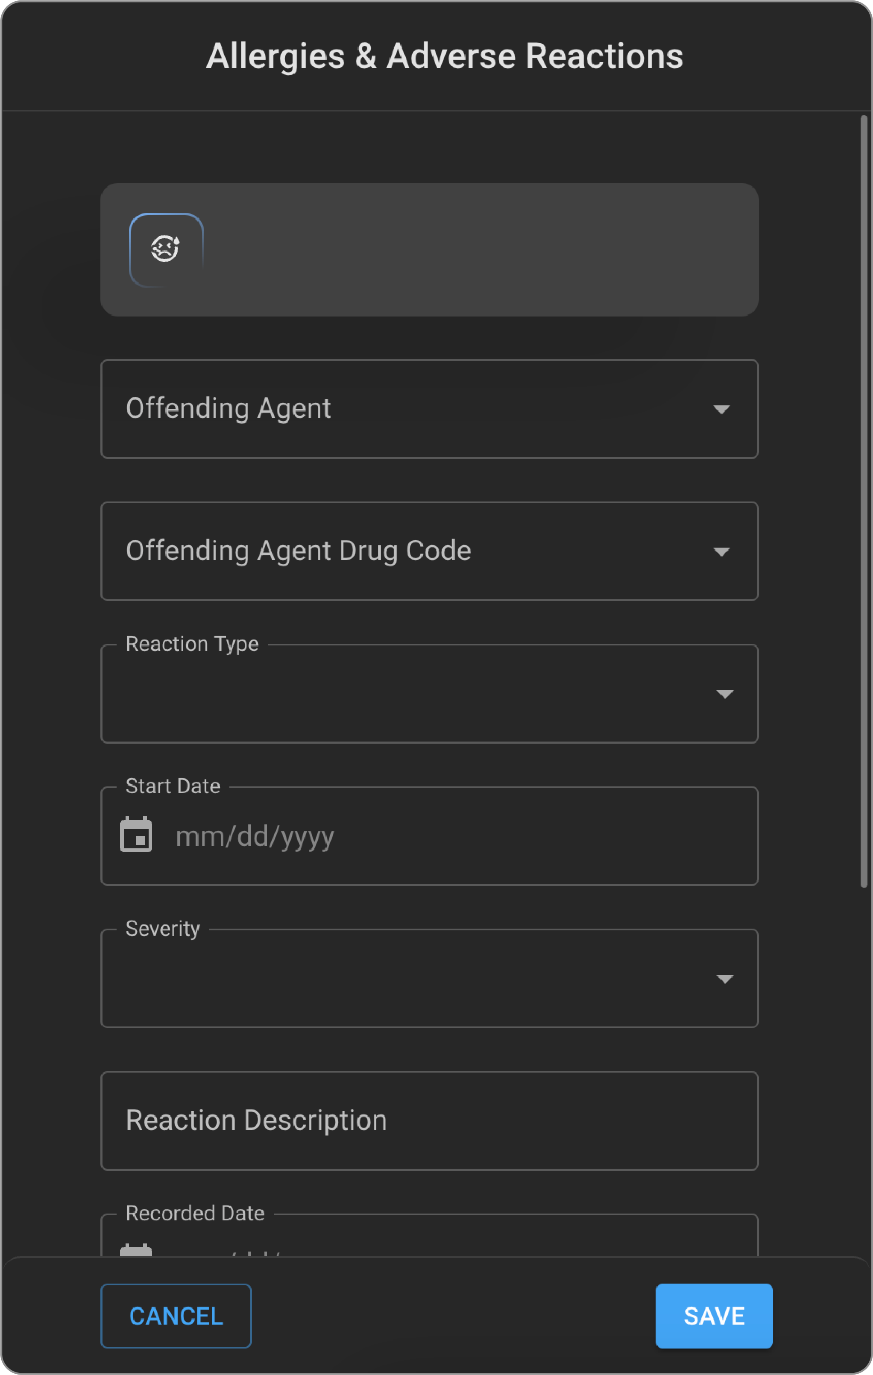 Allergies & Adverse Reactions
Offending Agent
Offending Agent Drug Code
Reaction Type
Start Date
mm/dd/yyyy
Severity
Reaction Description
Recorded Date
CANCEL
SAVE